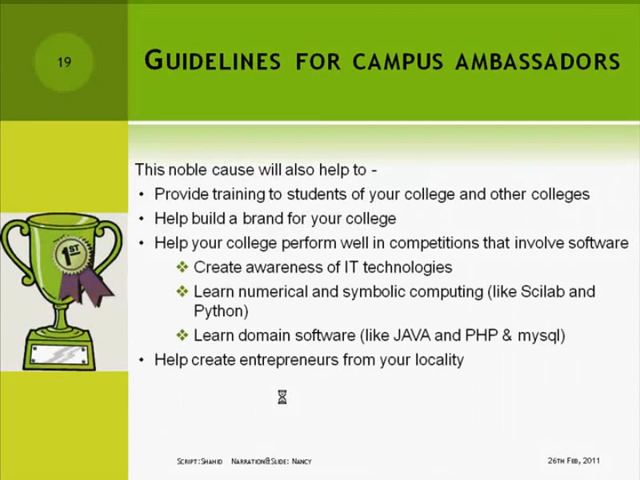 19
GUIDELINES FOR CAMPUS AMBASSADORS
This noble cause will also help to -
• Provide training to students of your college and other colleges
• Help build a brand for your college
• Help your college perform well in competitions that involve software
❖ Create awareness of IT technologies
❖ Learn numerical and symbolic computing (like Scilab and
Python)
❖ Learn domain software (like JAVA and PHP & mysql)
• Help create entrepreneurs from your locality
1ST
SCRIPT:SHAHID NARRATION&SLIDE: NANCY
26TH FEB, 2011